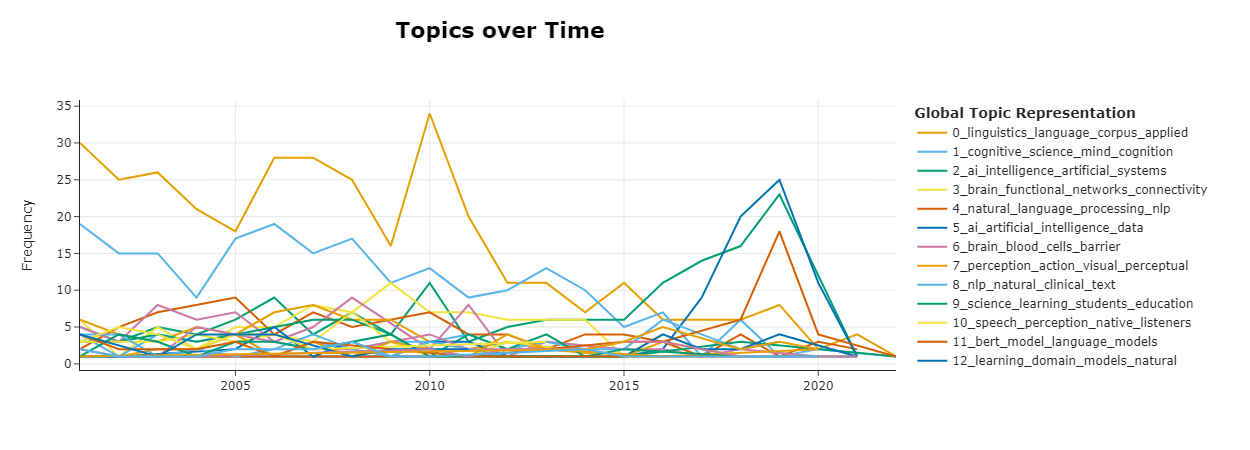 Topics over Time
Global Topic Representation
0_linguistics_language_corpus_applied
1_cognitive_science_mind_cognition
2_ai_intelligence_artificial_systems
3_brain_functional_networks_connectivity
4_natural_language_processing_nlp
5_ai_artificial_intelligence_data
6_brain_blood_cells_barrier
7_perception_action_visual_perceptual
8_nlp_natural_clinical_text
9_science_learning_students_education
10_speech_perception_native_listeners
11_bert_model_language_models
12_learning_domain_models_natural
Frequency
35
30
25
20
15
10
5
0
2005
2010
2015
2020